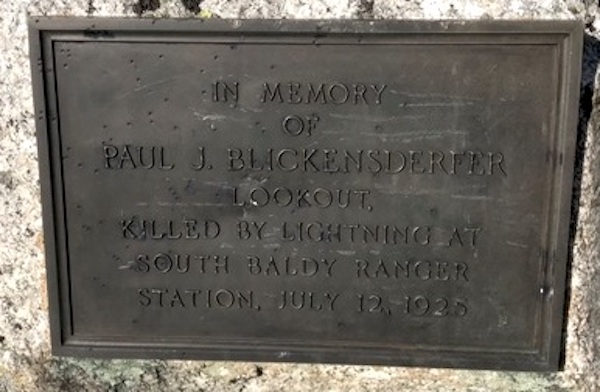 IN MEMORY
OF
PAUL J. BLICKENSDERFER
LOOKOUT,
KILLED BY LIGHTNING AT
SOUTH BALDY RANGER
STATION, JULY 12, 1925